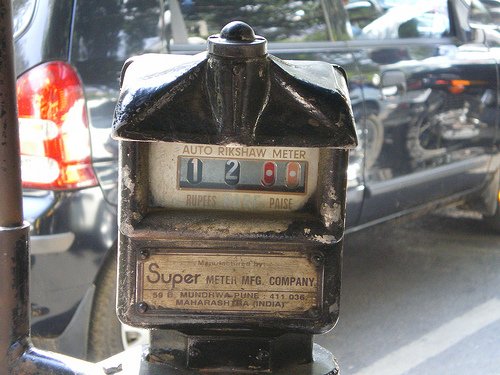 AUTO RIKSHAW METER
1 2 0 0
RUPEES PAISE
Manufactured by
Super METER MFG. COMPANY
59 B. MUNDHWA PUNE 411 036
MAHARASHTRA (INDIA)